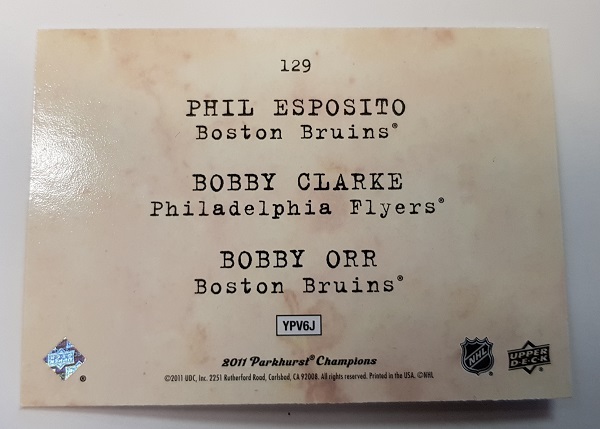 129
PHIL ESPOSITO
Boston Bruins®
BOBBY CLARKE
Philadelphia Flyers®
BOBBY ORR
Boston Bruins®
YPV6J
2011 Parkhurst® Champions
©2011 UDC, Inc. 2251 Rutherford Road, Carlsbad, CA 92008. All rights reserved. Printed in the USA. ©NHL
®
NHL
UPPER
D·E·C·K